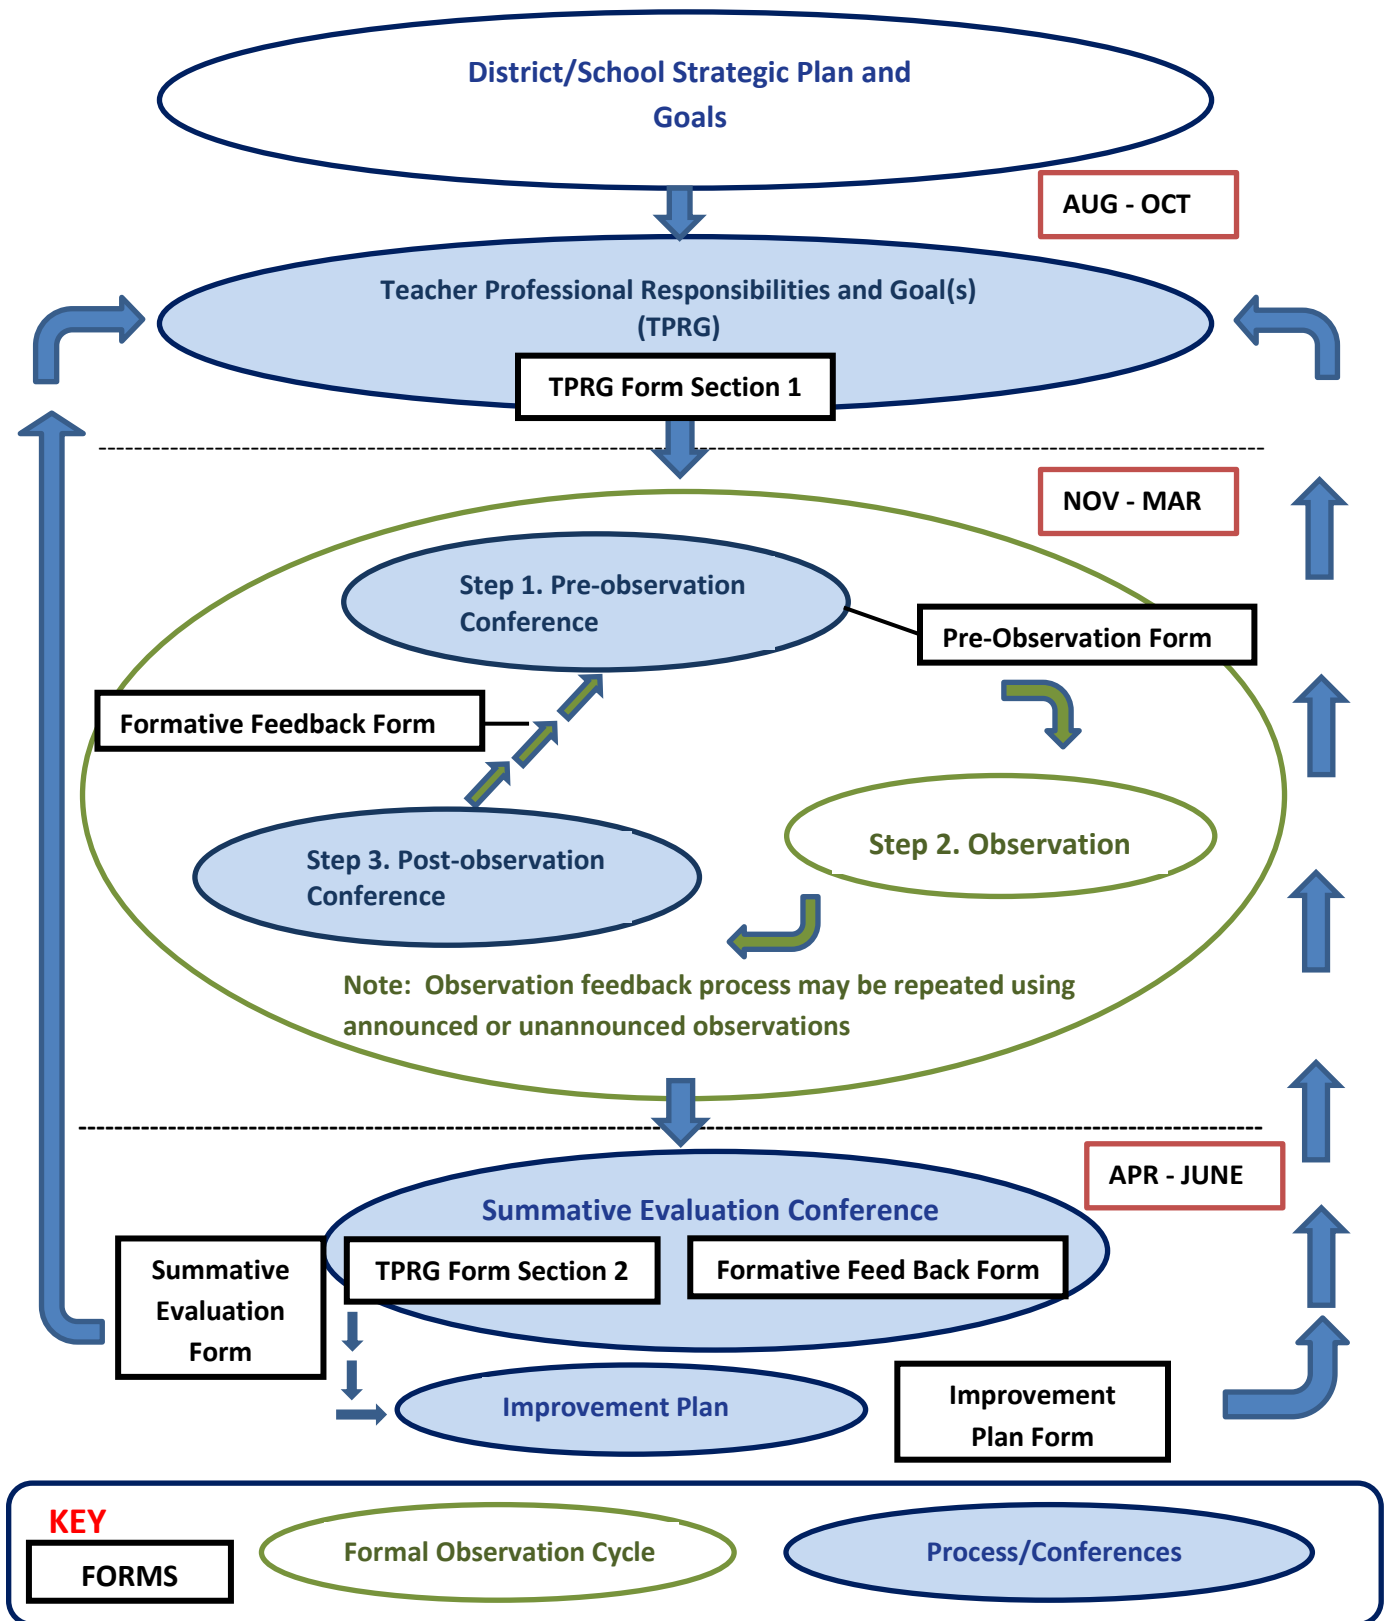 District/School Strategic Plan and
Goals
AUG - OCT
Teacher Professional Responsibilities and Goal(s)
(TPRG)
TPRG Form Section 1
NOV - MAR
Step 1. Pre-observation
Conference
Pre-Observation Form
Formative Feedback Form
Step 2. Observation
Step 3. Post-observation
Conference
Note:  Observation feedback process may be repeated using
announced or unannounced observations
APR - JUNE
Summative Evaluation Conference
Summative
Evaluation
Form
TPRG Form Section 2
Formative Feed Back Form
Improvement Plan
Improvement
Plan Form
KEY
FORMS
Formal Observation Cycle
Process/Conferences